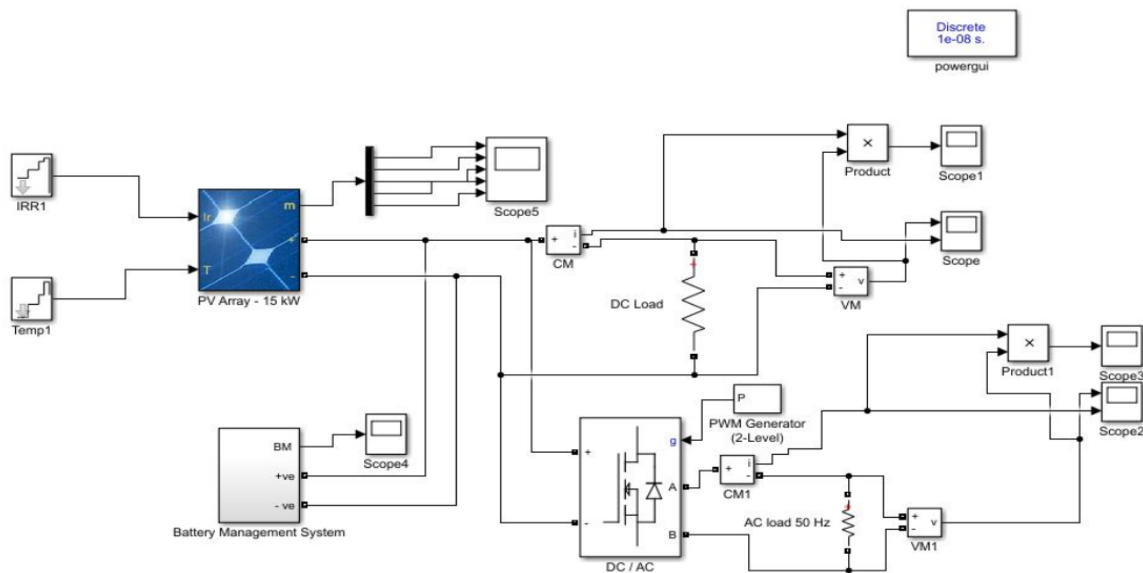 Discrete
1e-08 s.
powergui
×
Product
Scope1
IRR1
Ir
m
T
+
-
PV Array - 15 kW
Scope5
+
i
-
CM
Scope
+
-
v
VM
DC Load
+
Temp1
×
Product1
Scope3
Scope2
P
PWM Generator
(2-Level)
BM
+ve
- ve
Scope4
Battery Management System
g
+
-
A
B
DC / AC
+
i
-
CM1
AC load 50 Hz
+
+
-
v
VM1